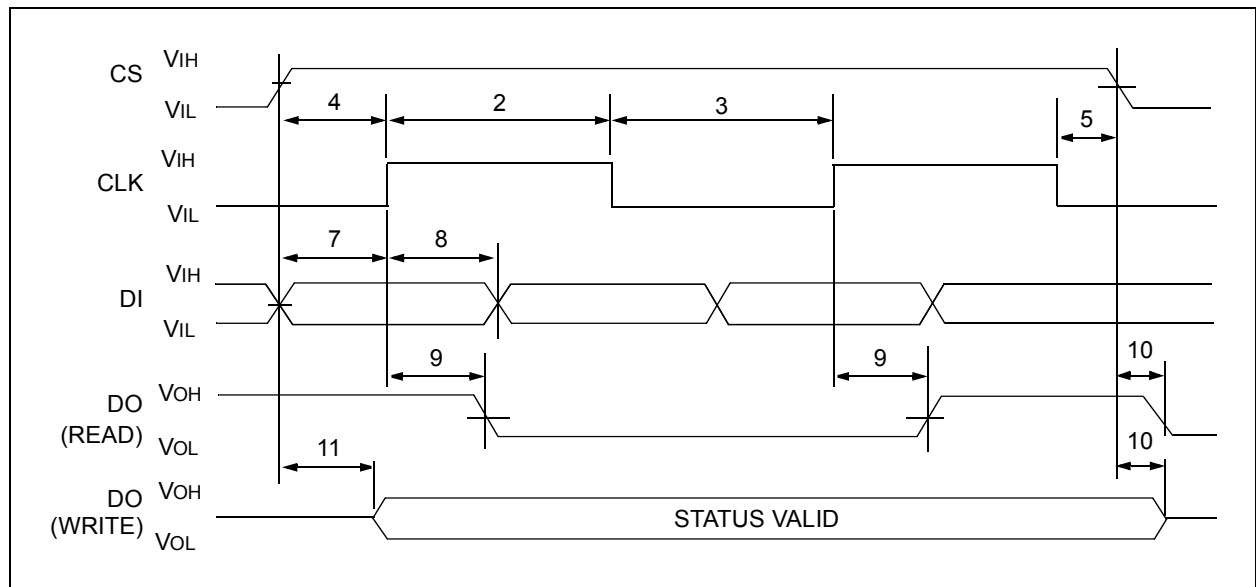 CS
VIH
VIL
4
2
3
5
CLK
VIH
VIL
7
8
DI
VIH
VIL
9
9
10
DO
(READ)
VOH
VOL
11
10
DO
(WRITE)
VOH
VOL
STATUS VALID